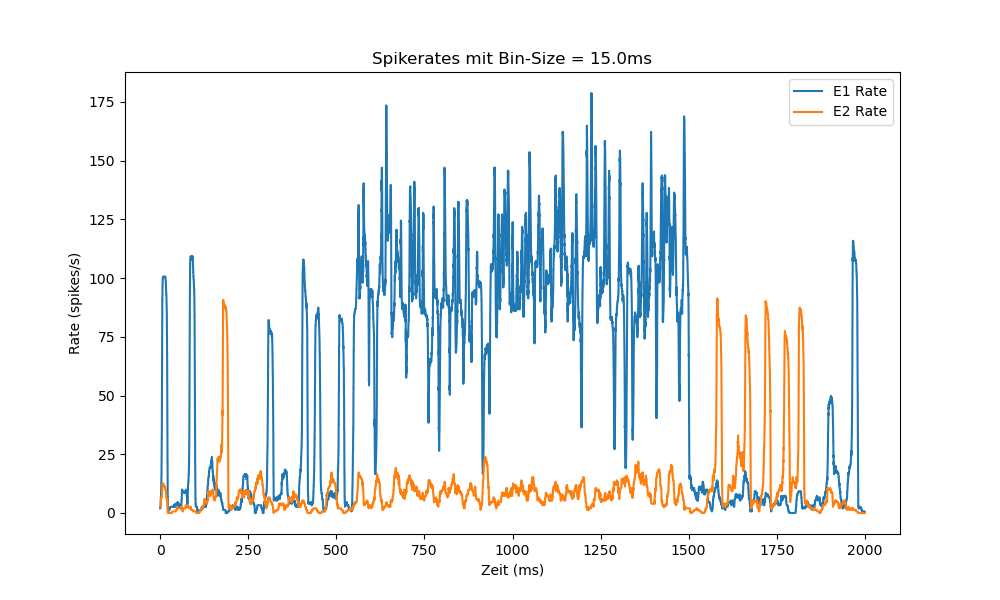 Spikerates mit Bin-Size = 15.0ms
E1 Rate
E2 Rate
175
150
125
100
75
50
25
0
Rate (spikes/s)
0 250 500 750 1000 1250 1500 1750 2000
Zeit (ms)